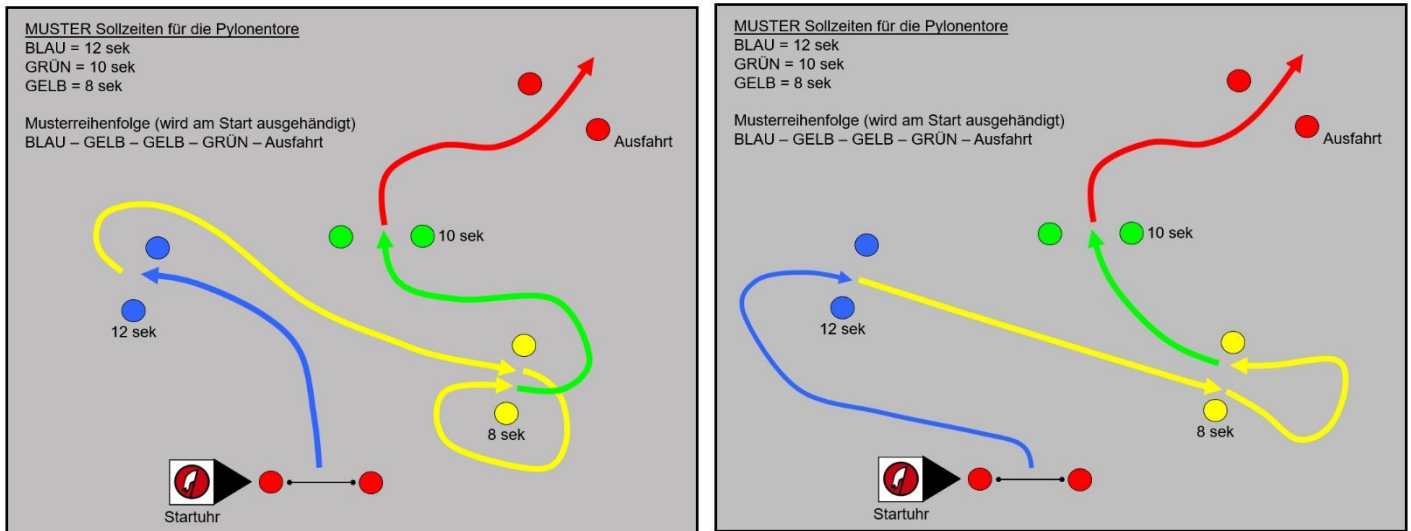 MUSTER Sollzeiten für die Pylonentore
BLAU = 12 sek
GRÜN = 10 sek
GELB = 8 sek
Musterreihenfolge (wird am Start ausgehändigt)
BLAU – GELB – GELB – GRÜN – Ausfahrt
Ausfahrt
10 sek
12 sek
8 sek
Startuhr
MUSTER Sollzeiten für die Pylonentore
BLAU = 12 sek
GRÜN = 10 sek
GELB = 8 sek
Musterreihenfolge (wird am Start ausgehändigt)
BLAU – GELB – GELB – GRÜN – Ausfahrt
Ausfahrt
10 sek
12 sek
8 sek
Startuhr